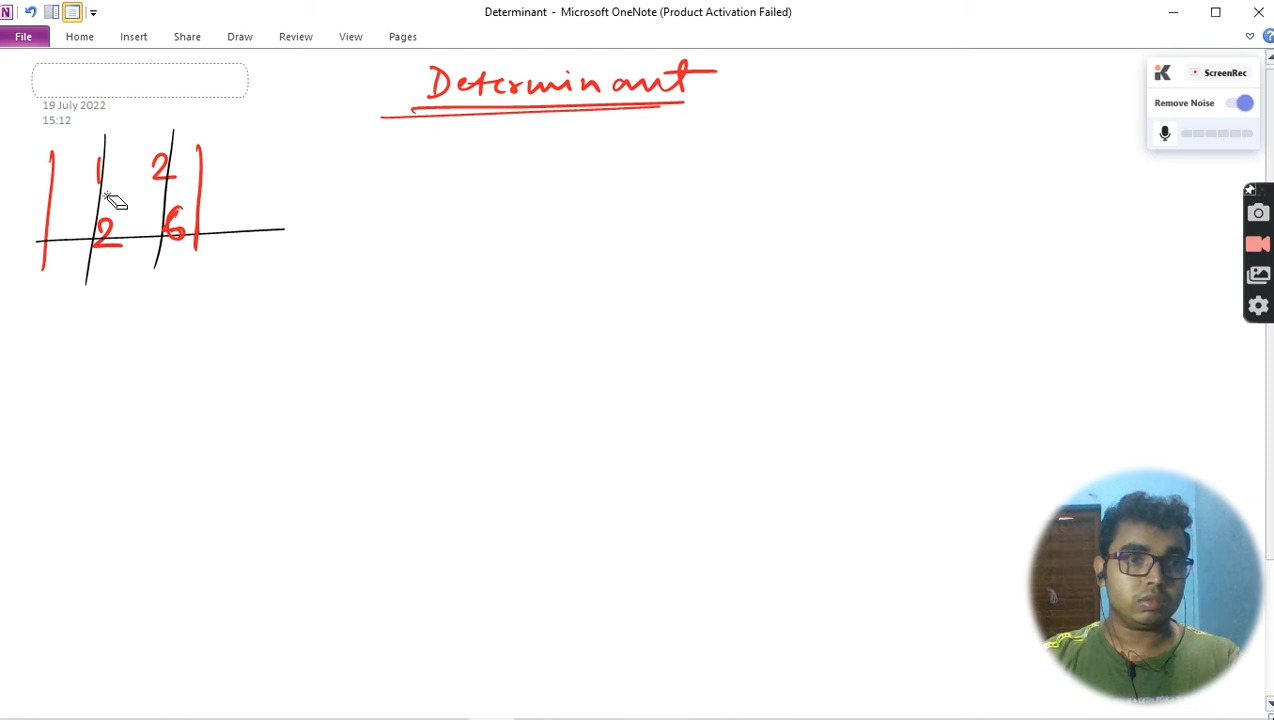 Determinant - Microsoft OneNote (Product Activation Failed)
File Home Insert Share Draw Review View Pages
ScreenRec
Remove Noise
Determinant
19 July 2022
15:12
1 2
2 6